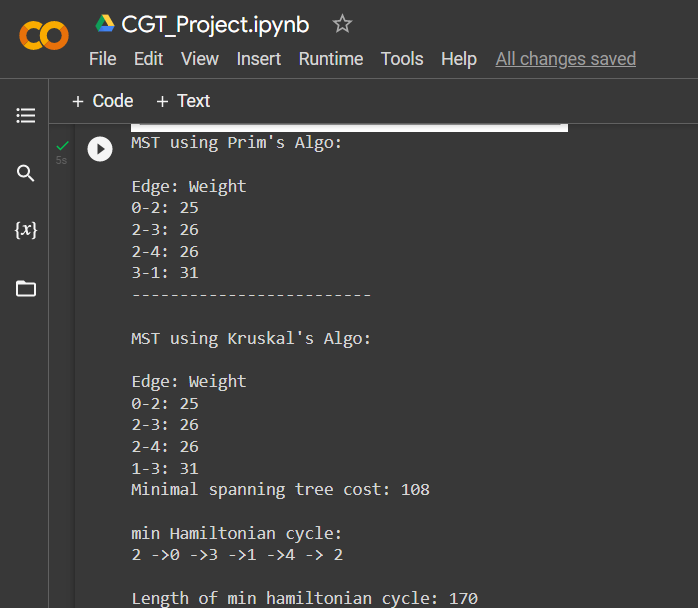 CGT_Project.ipynb
File Edit View Insert Runtime Tools Help All changes saved
+ Code + Text
5s
MST using Prim's Algo:
Edge: Weight
0-2: 25
2-3: 26
2-4: 26
3-1: 31
-------------------------
MST using Kruskal's Algo:
Edge: Weight
0-2: 25
2-3: 26
2-4: 26
1-3: 31
Minimal spanning tree cost: 108
min Hamiltonian cycle:
2 ->0 ->3 ->1 ->4 -> 2
Length of min hamiltonian cycle: 170
{x}